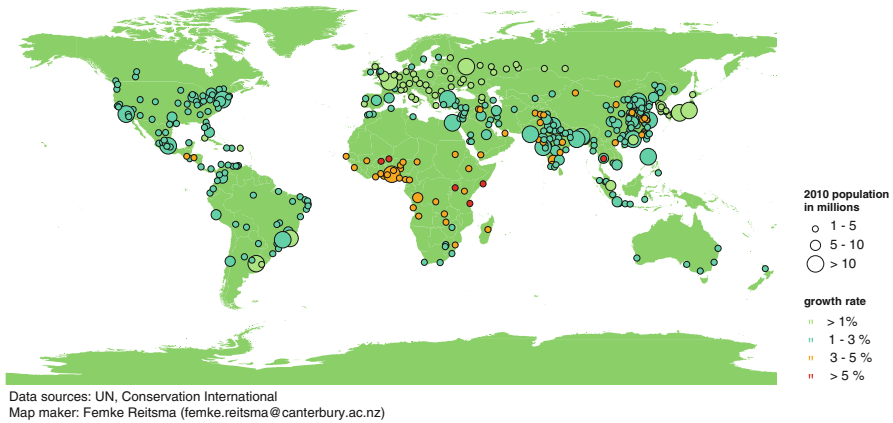 2010 population
in millions
1 - 5
5 - 10
> 10
growth rate
" > 1%
" 1 - 3 %
" 3 - 5 %
" > 5 %
Data sources: UN, Conservation International
Map maker: Femke Reitsma (femke.reitsma@canterbury.ac.nz)